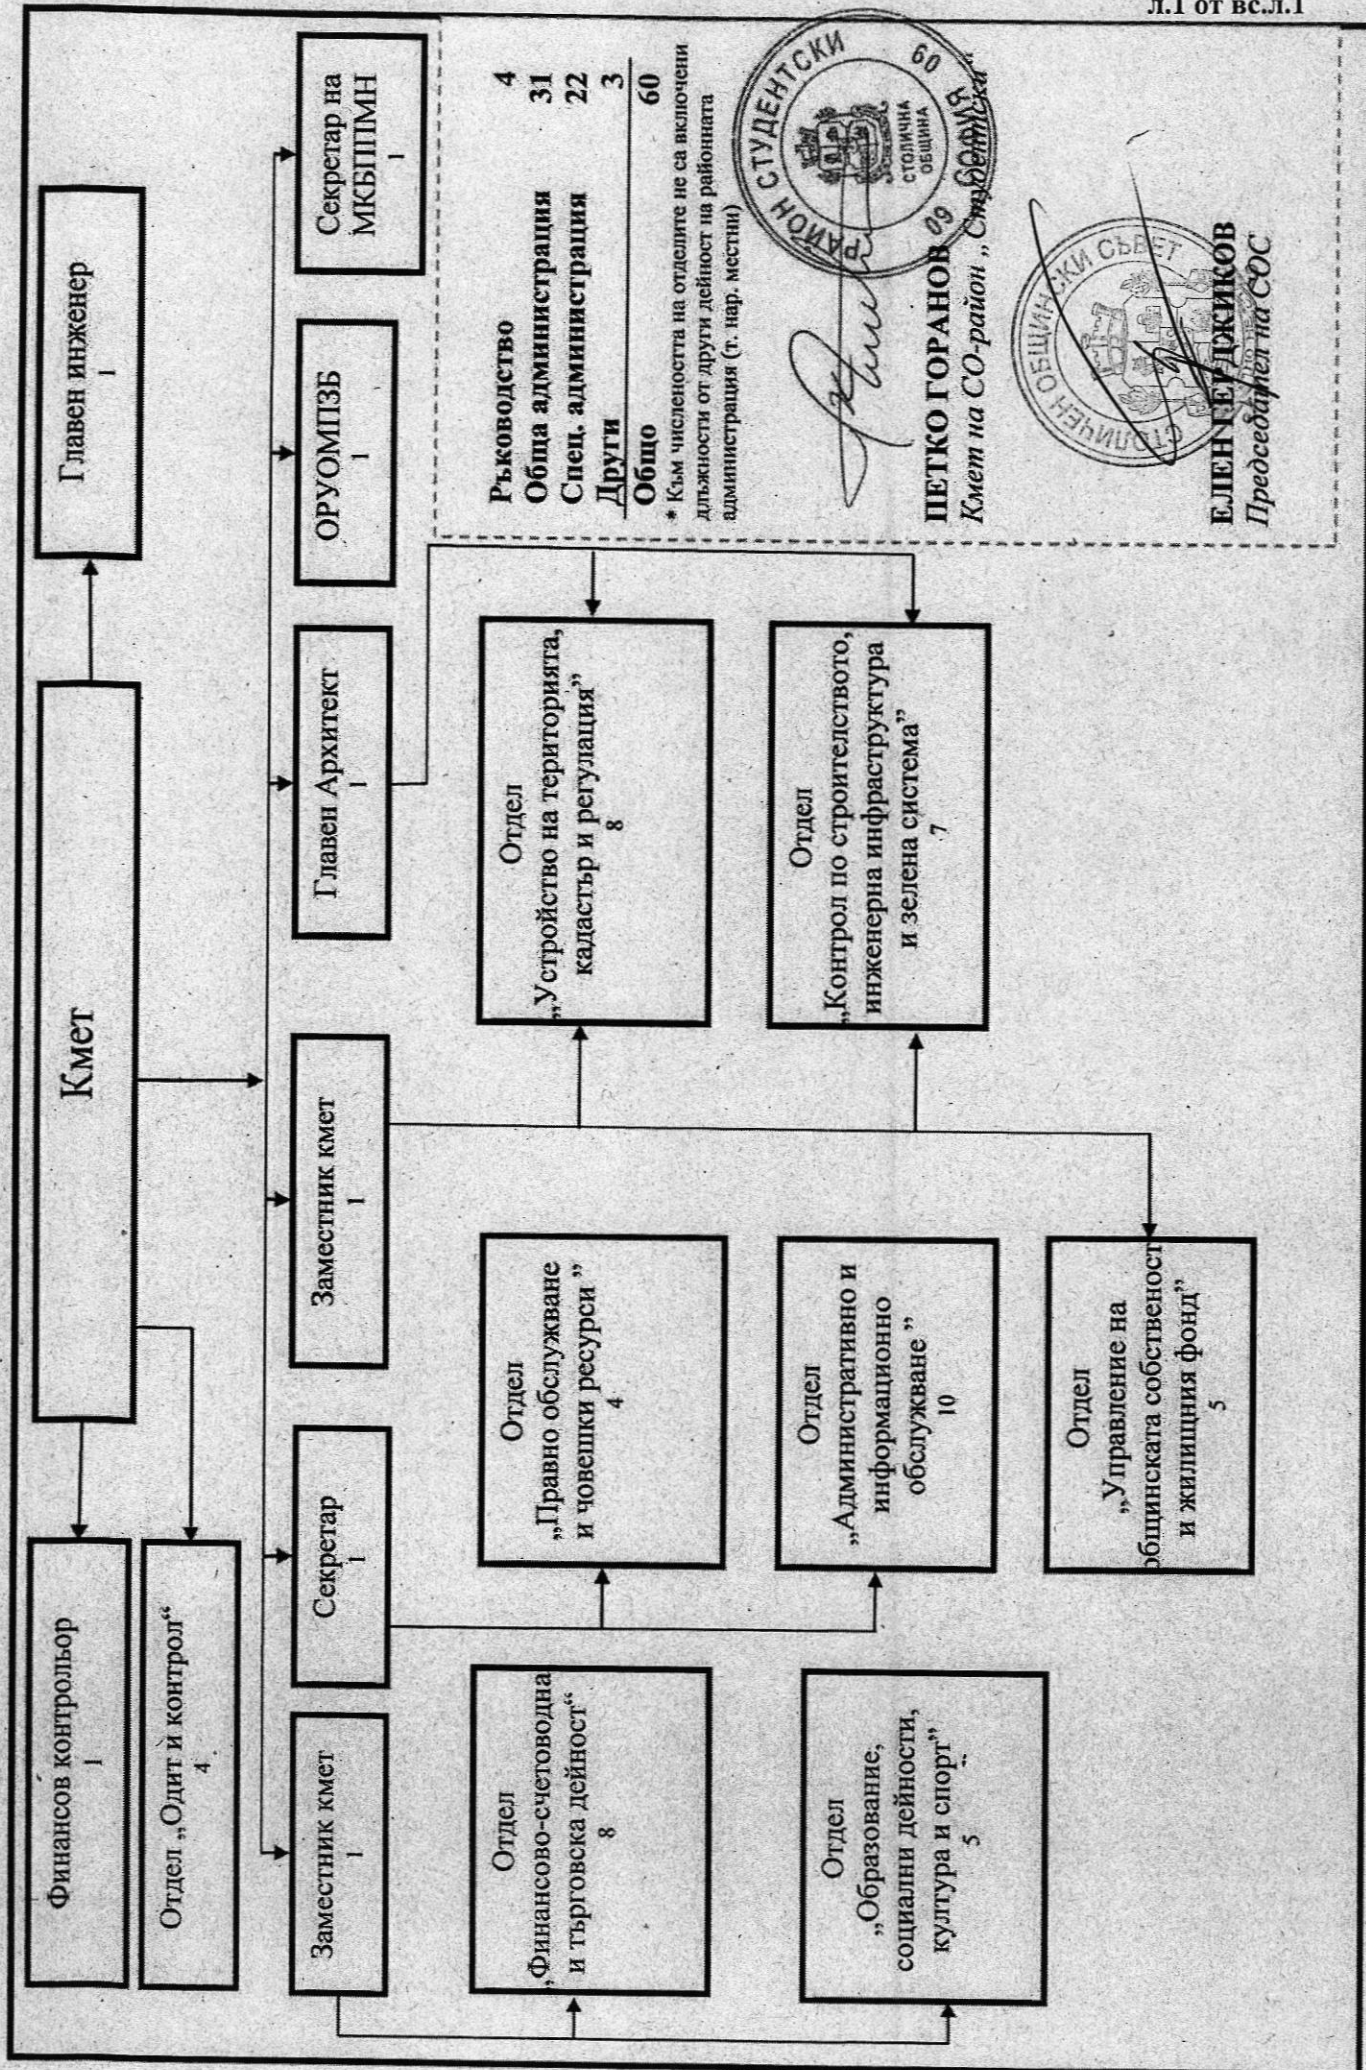 л.1 от вс.л.1
Кмет
Финансов контрольор
1
Отдел „Одит и контрол“
4
Главен инженер
1
Заместник кмет
1
Секретар
1
Заместник кмет
1
Главен Архитект
1
ОРУОМПЗБ
1
Секретар на
МКБППМН
1
Отдел
„Финансово-счетоводна
и търговска дейност“
8
Отдел
„Образование,
социални дейности,
култура и спорт”
5
Отдел
„Правно обслужване
и човешки ресурси ”
4
Отдел
„Административно и
информационно
обслужване ”
10
Отдел
„Управление на
общинската собственост
и жилищния фонд”
5
Отдел
„Устройство на територията,
кадастър и регулация”
8
Отдел
„Контрол по строителството,
инженерна инфраструктура
и зелена система”
7
Ръководство 4
Обща администрация 31
Спец. администрация 22
Други 3
Общо 60
* Към числеността на отделите не са включени
длъжности от други дейност на районната
администрация (т. нар. местни)
РАЙОН СТУДЕНТСКИ
60 СОФИЯ 09
СТОЛИЧНА
ОБЩИНА
ПЕТКО ГОРАНОВ
Кмет на СО-район „Студентски“
СТОЛИЧЕН ОБЩИНСКИ СЪВЕТ
ЕЛЕН ГЕРДЖИКОВ
Председател на СОС